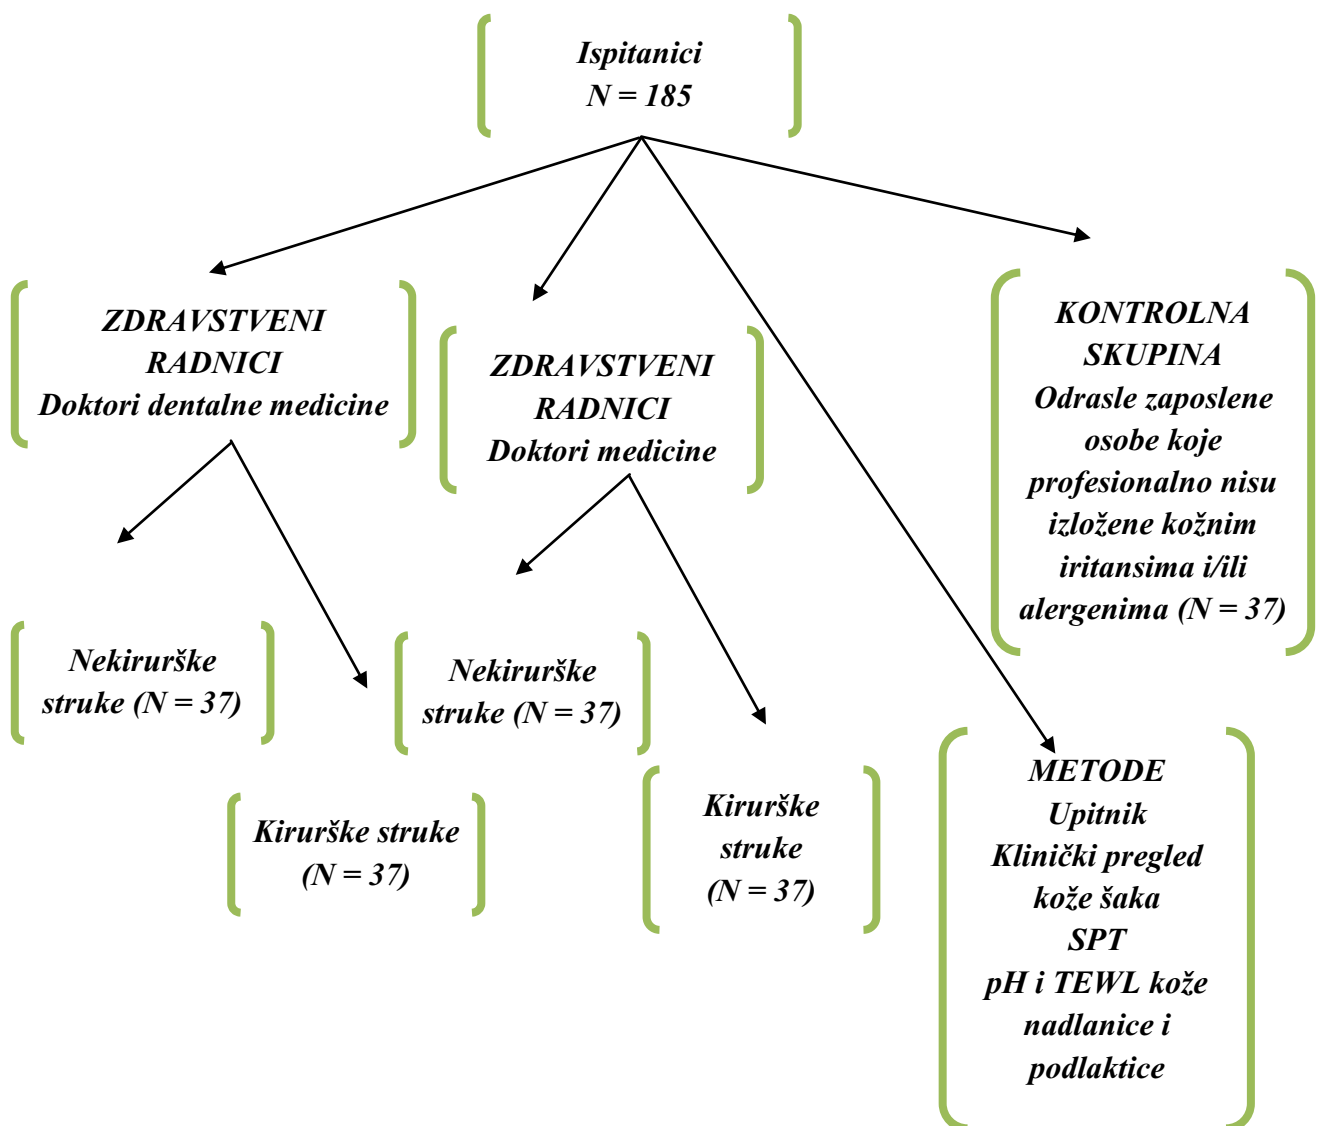 Ispitanici
N = 185
ZDRAVSTVENI
RADNICI
Doktori dentalne medicine
ZDRAVSTVENI
RADNICI
Doktori medicine
KONTROLNA
SKUPINA
Odrasle zaposlene
osobe koje
profesionalno nisu
izložene kožnim
iritansima i/ili
alergenima (N = 37)
Nekirurške
struke (N = 37)
Kirurške struke
(N = 37)
Nekirurške
struke (N = 37)
Kirurške
struke
(N = 37)
METODE
Upitnik
Klinički pregled
kože šaka
SPT
pH i TEWL kože
nadlanice i
podlaktice